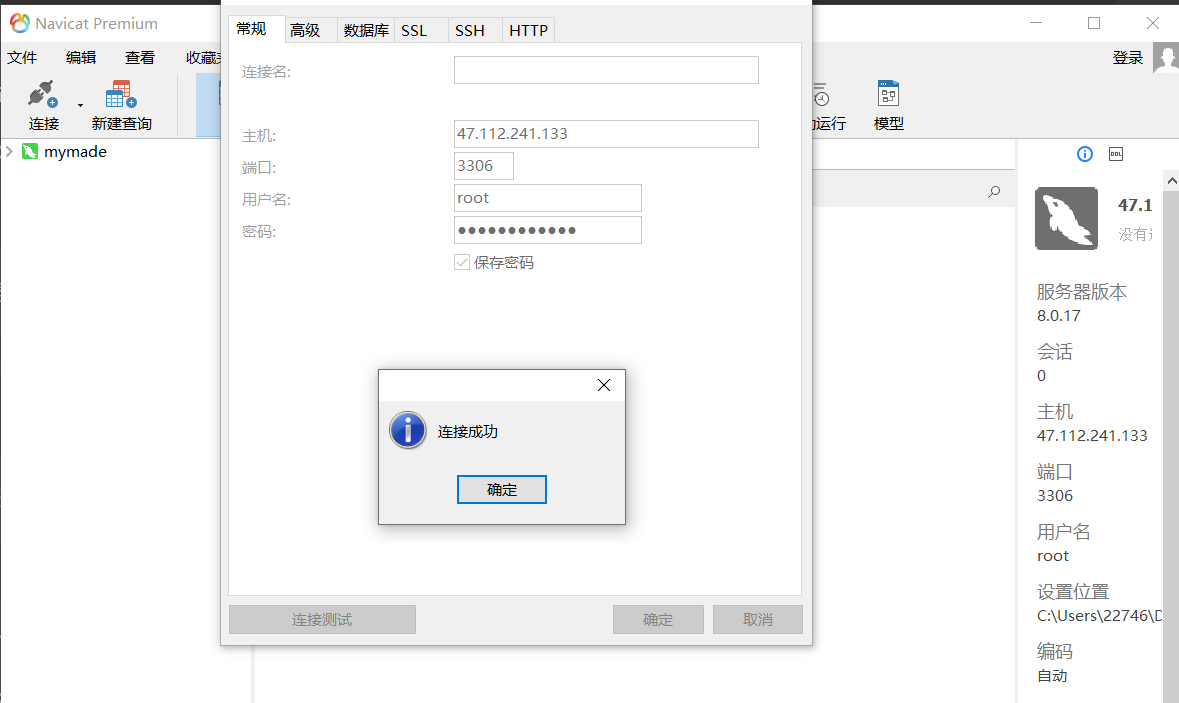 Navicat Premium
文件 编辑 查看 收藏夹
登录
连接 新建查询
动运行 模型
mymade
常规 高级 数据库 SSL SSH HTTP
连接名:
主机: 47.112.241.133
端口: 3306
用户名: root
密码: ●●●●●●●●●●●●
保存密码
连接成功
确定
连接测试 确定 取消
DDL
47.1
没有
服务器版本
8.0.17
会话
0
主机
47.112.241.133
端口
3306
用户名
root
设置位置
C:\Users\22746\D
编码
自动